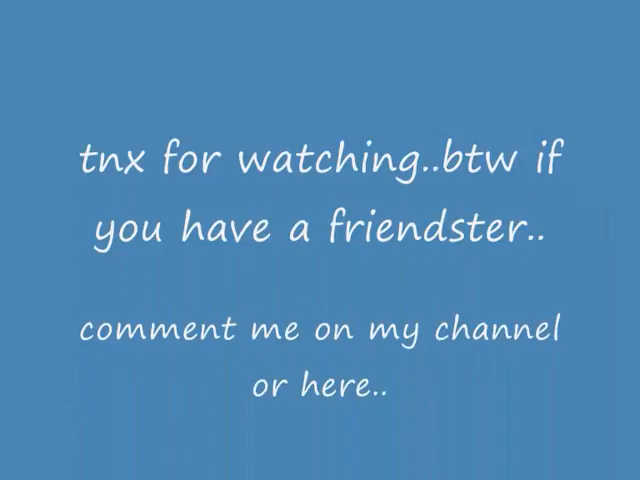 tnx for watching..btw if
you have a friendster..
comment me on my channel
or here..